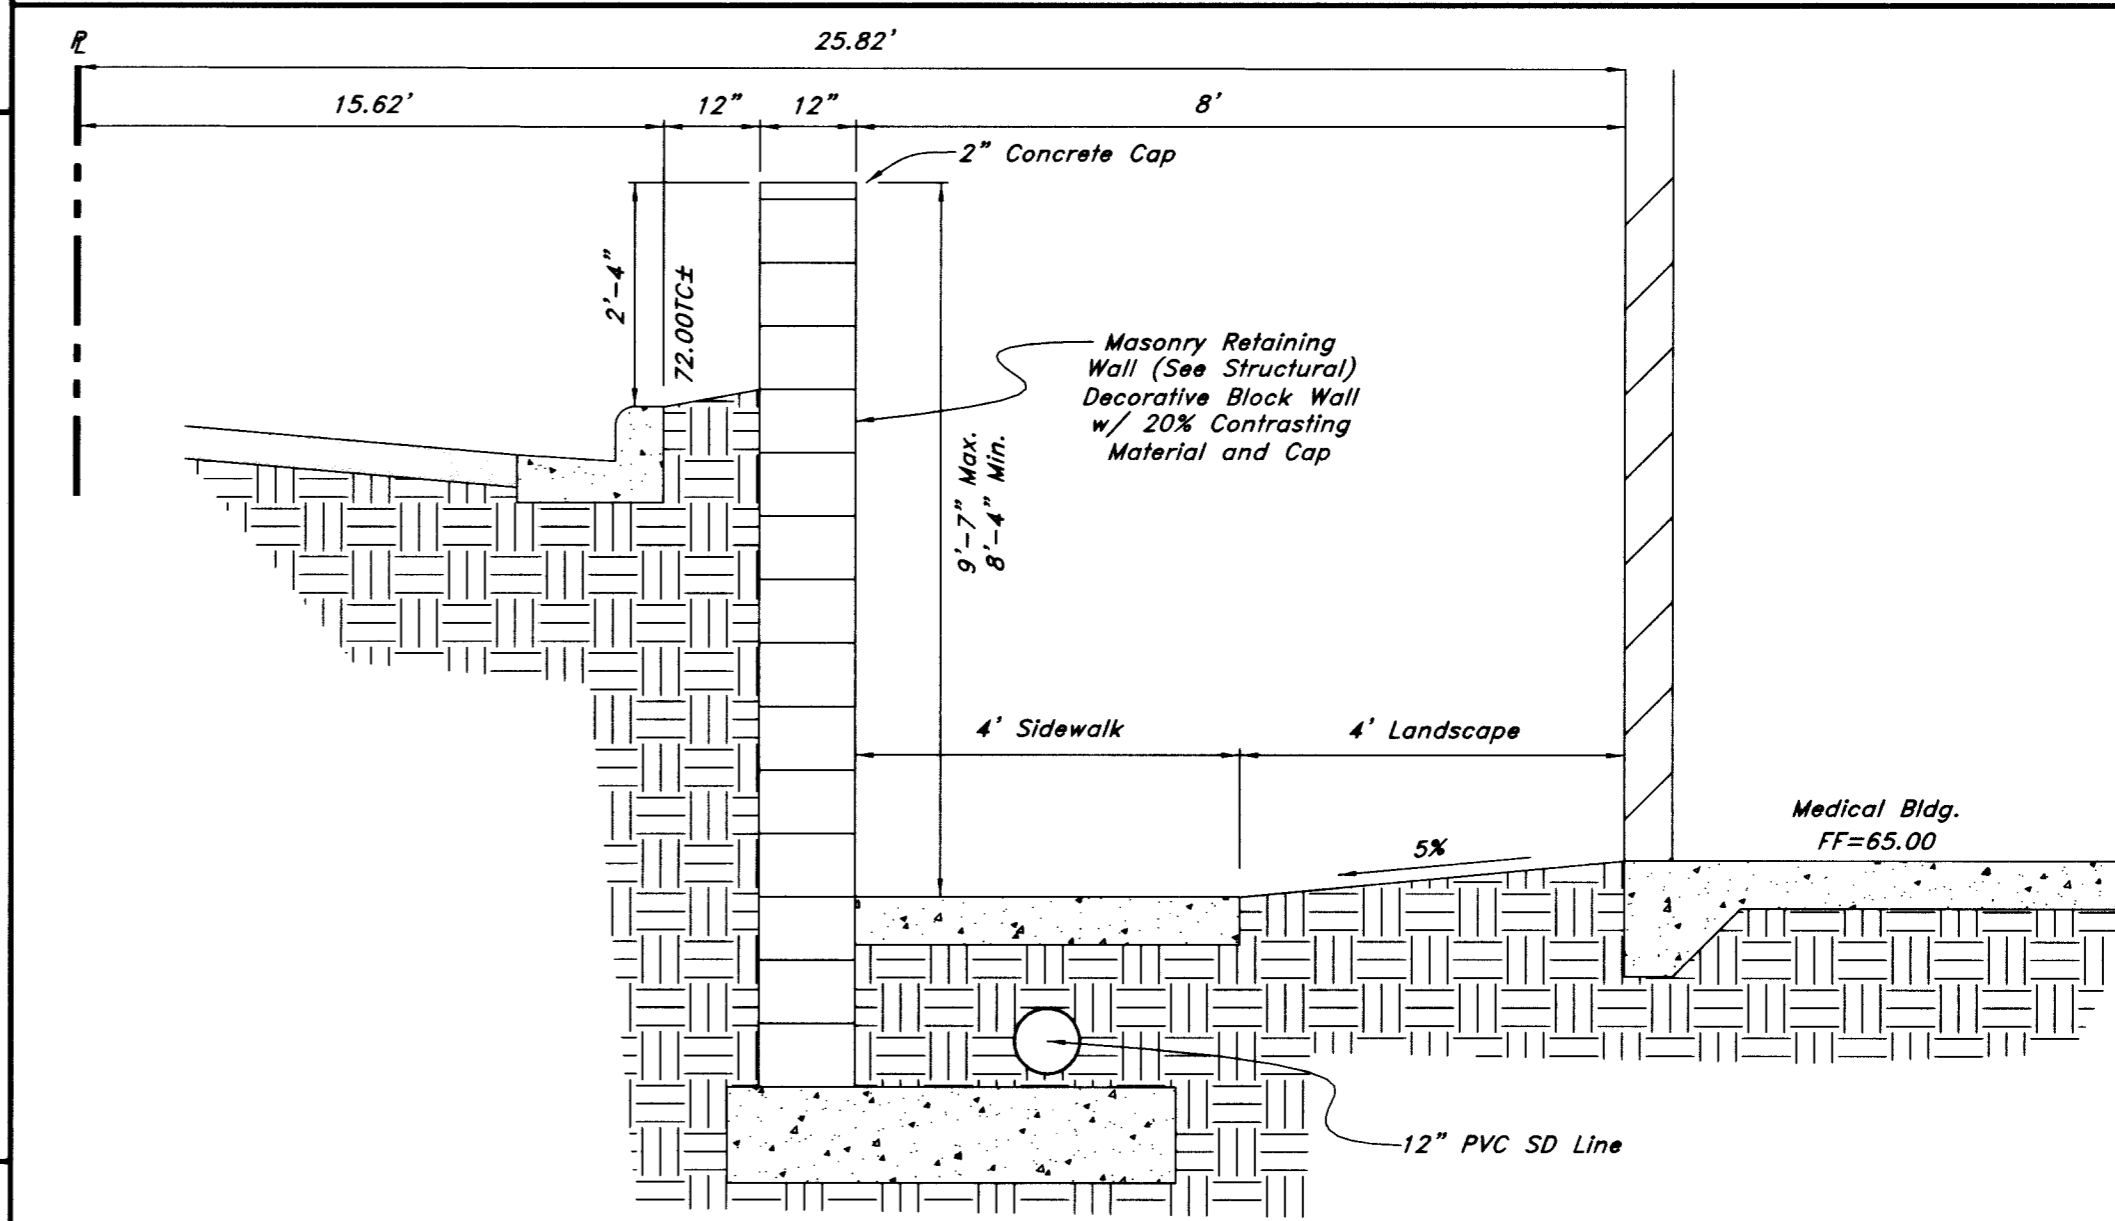 PL
25.82'
15.62'
12"
12"
8'
2" Concrete Cap
2'-4"
72.00TC±
Masonry Retaining
Wall (See Structural)
Decorative Block Wall
w/ 20% Contrasting
Material and Cap
9'-7" Max.
8'-4" Min.
4' Sidewalk
4' Landscape
5%
Medical Bldg.
FF=65.00
12" PVC SD Line